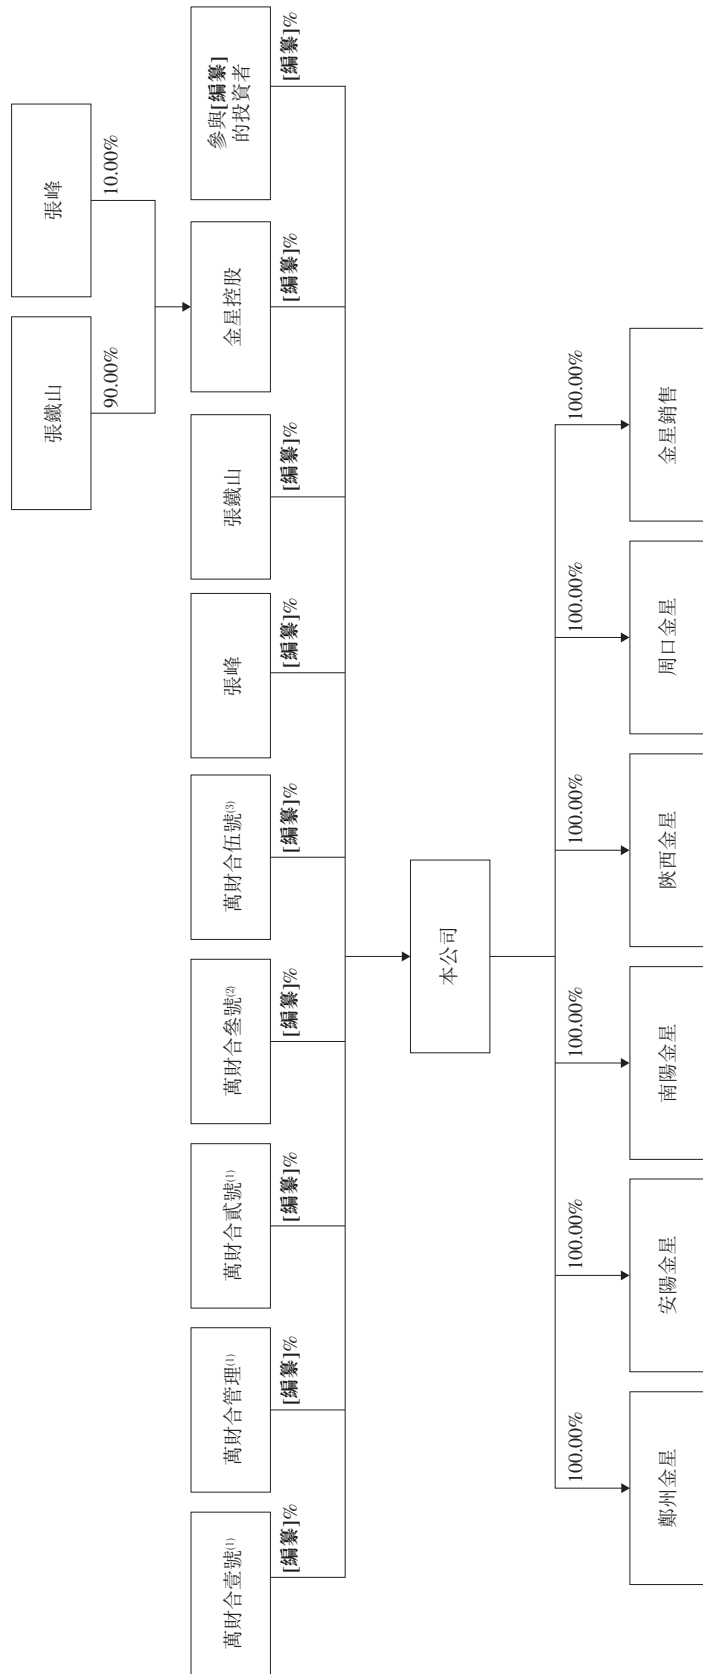 張鐵山
張峰
90.00%
10.00%
萬財合壹號(1)
萬財合管理(1)
萬財合貳號(1)
萬財合叄號(2)
萬財合伍號(3)
張峰
張鐵山
金星控股
參與[編纂]
的投資者
[編纂]%
[編纂]%
[編纂]%
[編纂]%
[編纂]%
[編纂]%
[編纂]%
[編纂]%
[編纂]%
本公司
100.00%
100.00%
100.00%
100.00%
100.00%
100.00%
鄭州金星
安陽金星
南陽金星
陝西金星
周口金星
金星銷售